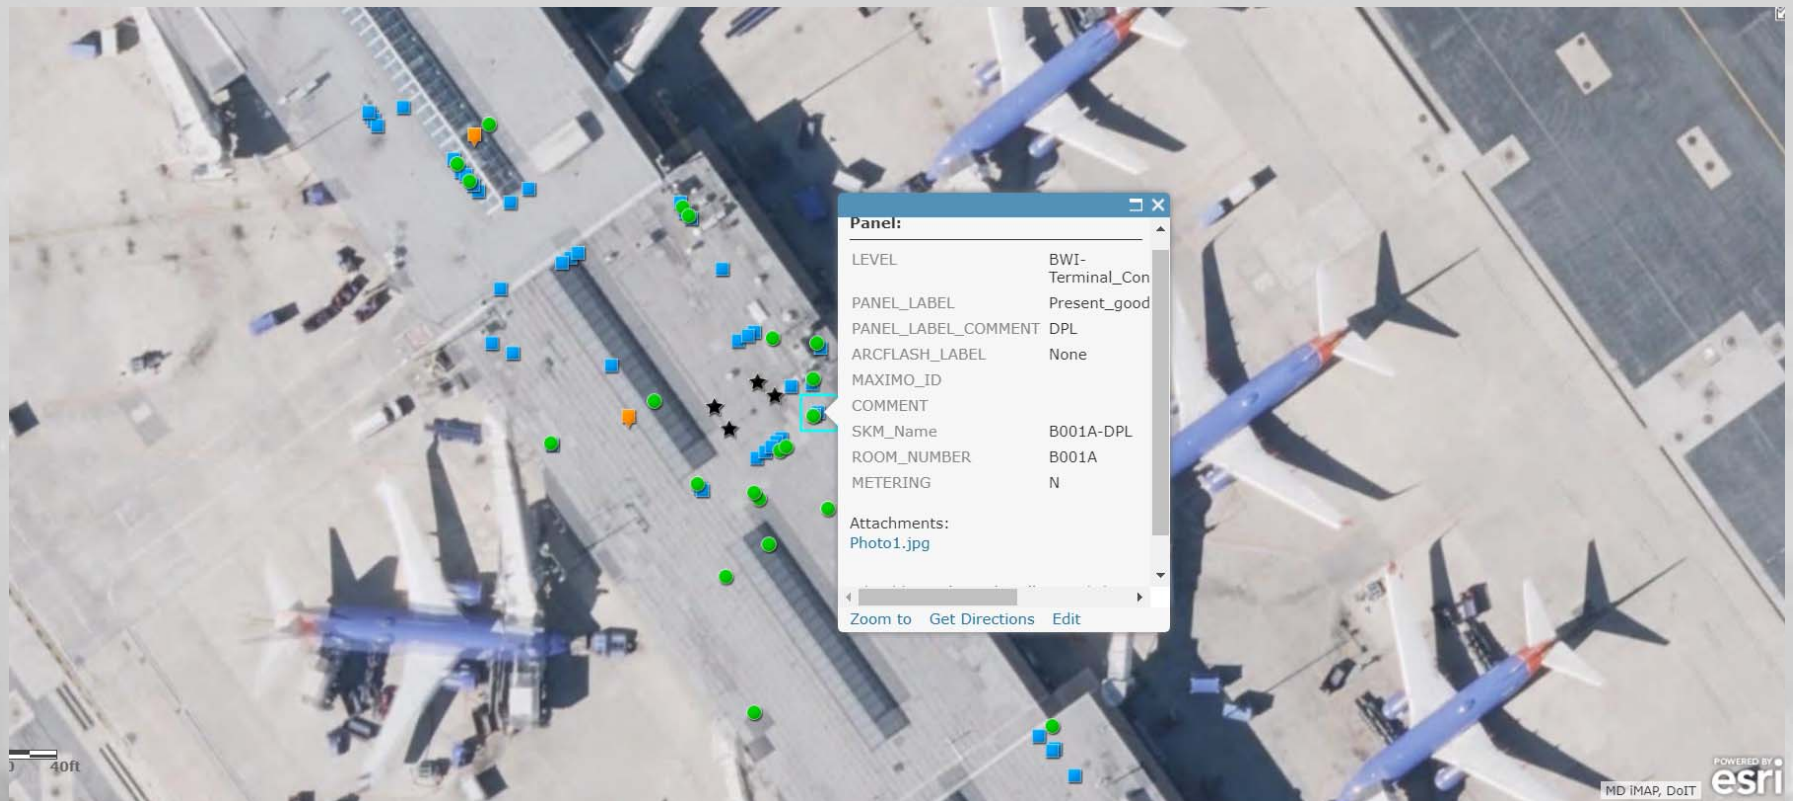 Panel:
LEVEL BWI-
Terminal_Con
PANEL_LABEL Present_good
PANEL_LABEL_COMMENT DPL
ARCFLASH_LABEL None
MAXIMO_ID
COMMENT
SKM_Name B001A-DPL
ROOM_NUMBER B001A
METERING N
Attachments:
Photo1.jpg
Zoom to Get Directions Edit
40ft
POWERED BY
esri
MD iMAP, DoIT